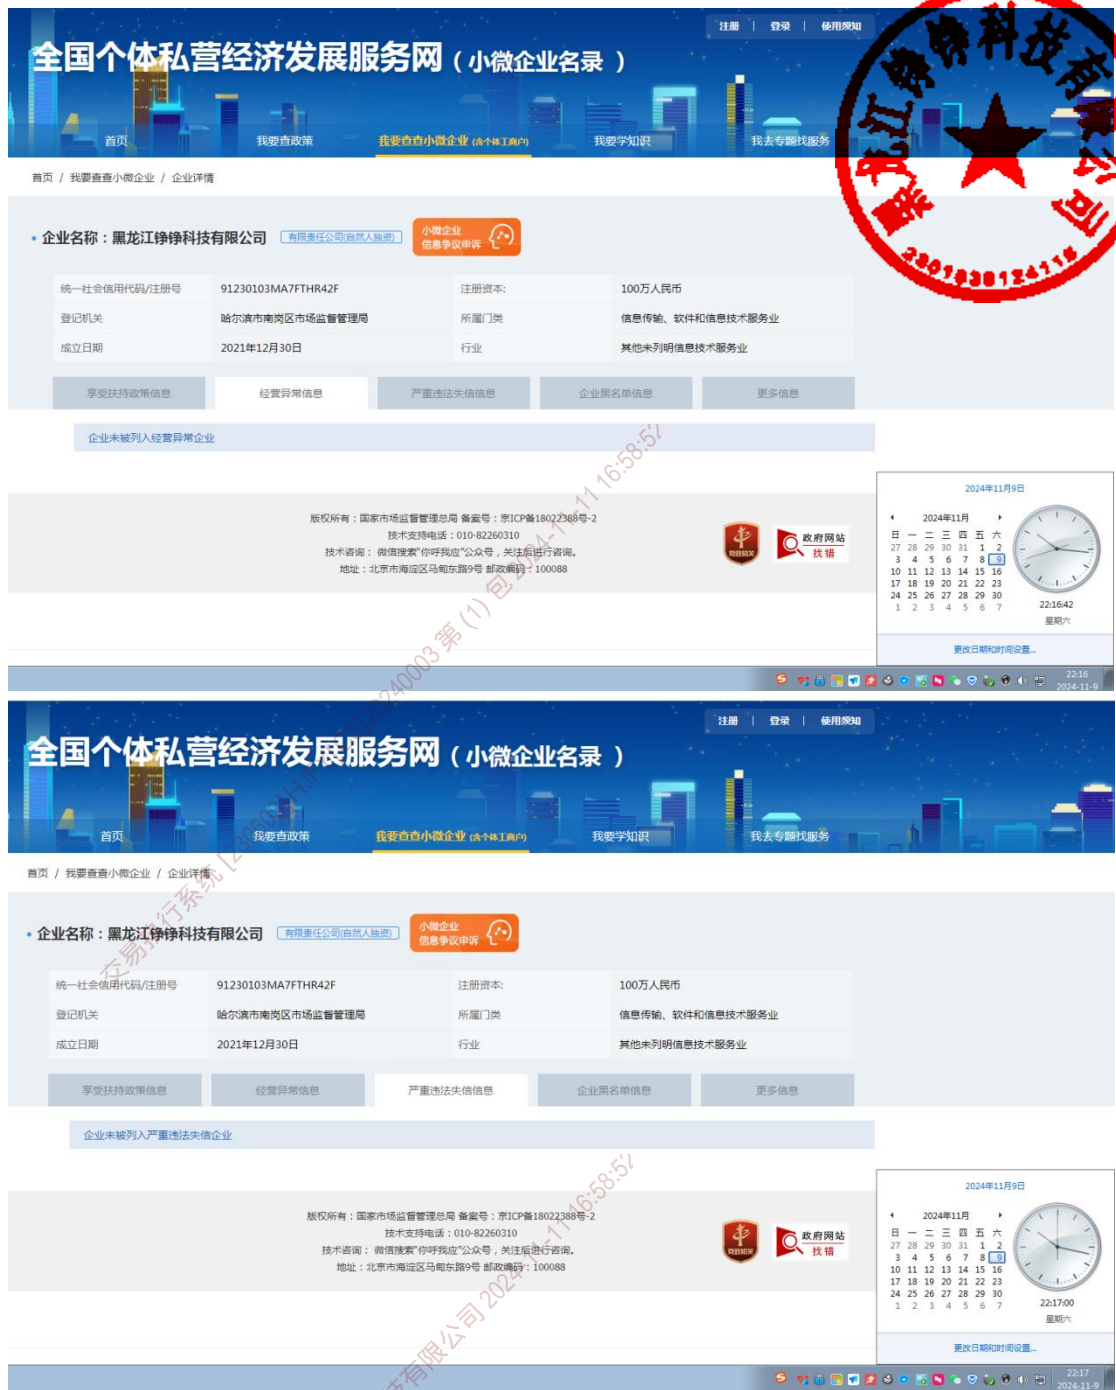 注册 | 登录 | 使用须知
全国个体私营经济发展服务网（小微企业名录 ）
首页 我要查政策 我要查查小微企业 (含个体工商户) 我要学知识 我去专题找服务
黑龙江铮铮科技有限公司
首页 / 我要查查小微企业 / 企业详情
企业名称：黑龙江铮铮科技有限公司 有限责任公司(自然人独资) 小微企业
信息争议申诉
统一社会信用代码/注册号 91230103MA7FTHR42F 注册资本: 100万人民币
登记机关 哈尔滨市南岗区市场监督管理局 所属门类 信息传输、软件和信息技术服务业
成立日期 2021年12月30日 行业 其他未列明信息技术服务业
享受扶持政策信息 经营异常信息 严重违法失信信息 企业黑名单信息 更多信息
企业未被列入经营异常企业
版权所有：国家市场监督管理总局 备案号：京ICP备18022388号-2
技术支持电话：010-82260310
技术咨询： 微信搜索“你呼我应”公众号，关注后进行咨询。
地址：北京市海淀区马甸东路9号 邮政编码：100088
党政机关
政府网站
找错
2024年11月9日
2024年11月
日 一 二 三 四 五 六
27 28 29 30 31 1 2
3 4 5 6 7 8 9
10 11 12 13 14 15 16
17 18 19 20 21 22 23
24 25 26 27 28 29 30
1 2 3 4 5 6 7
22:16:42
星期六
更改日期和时间设置...
22:16
2024-11-9
注册 | 登录 | 使用须知
全国个体私营经济发展服务网（小微企业名录 ）
首页 我要查政策 我要查查小微企业 (含个体工商户) 我要学知识 我去专题找服务
首页 / 我要查查小微企业 / 企业详情
企业名称：黑龙江铮铮科技有限公司 有限责任公司(自然人独资) 小微企业
信息争议申诉
统一社会信用代码/注册号 91230103MA7FTHR42F 注册资本: 100万人民币
登记机关 哈尔滨市南岗区市场监督管理局 所属门类 信息传输、软件和信息技术服务业
成立日期 2021年12月30日 行业 其他未列明信息技术服务业
享受扶持政策信息 经营异常信息 严重违法失信信息 企业黑名单信息 更多信息
企业未被列入严重违法失信企业
版权所有：国家市场监督管理总局 备案号：京ICP备18022388号-2
技术支持电话：010-82260310
技术咨询： 微信搜索“你呼我应”公众号，关注后进行咨询。
地址：北京市海淀区马甸东路9号 邮政编码：100088
党政机关
政府网站
找错
2024年11月9日
2024年11月
日 一 二 三 四 五 六
27 28 29 30 31 1 2
3 4 5 6 7 8 9
10 11 12 13 14 15 16
17 18 19 20 21 22 23
24 25 26 27 28 29 30
1 2 3 4 5 6 7
22:17:00
星期六
更改日期和时间设置...
22:17
2024-11-9
20240003 第 (1) 包 2024-11-11 16:58:52
技有限公司 2024-11-11 16:58:52